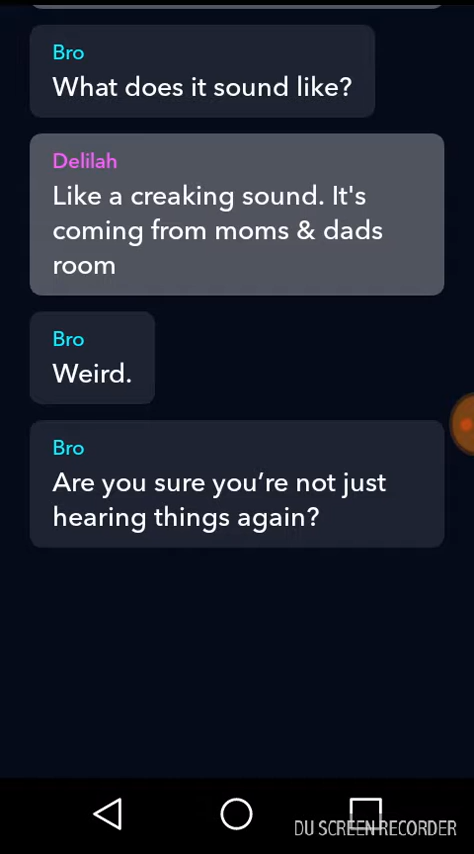 Bro
What does it sound like?
Delilah
Like a creaking sound. It's
coming from moms & dads
room
Bro
Weird.
Bro
Are you sure you’re not just
hearing things again?
DU SCREEN RECORDER